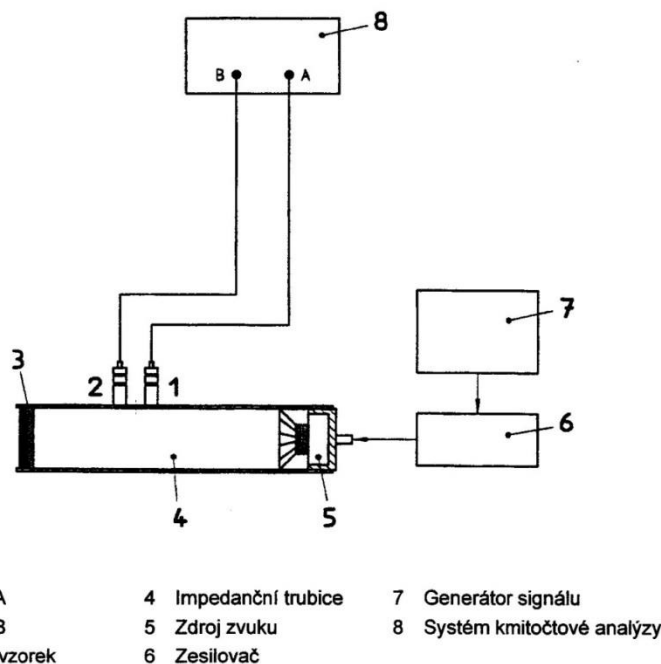 8
B A
7
3
2 1
6
4 5
A 4 Impedanční trubice 7 Generátor signálu
B 5 Zdroj zvuku 8 Systém kmitočtové analýzy
vzorek 6 Zesilovač